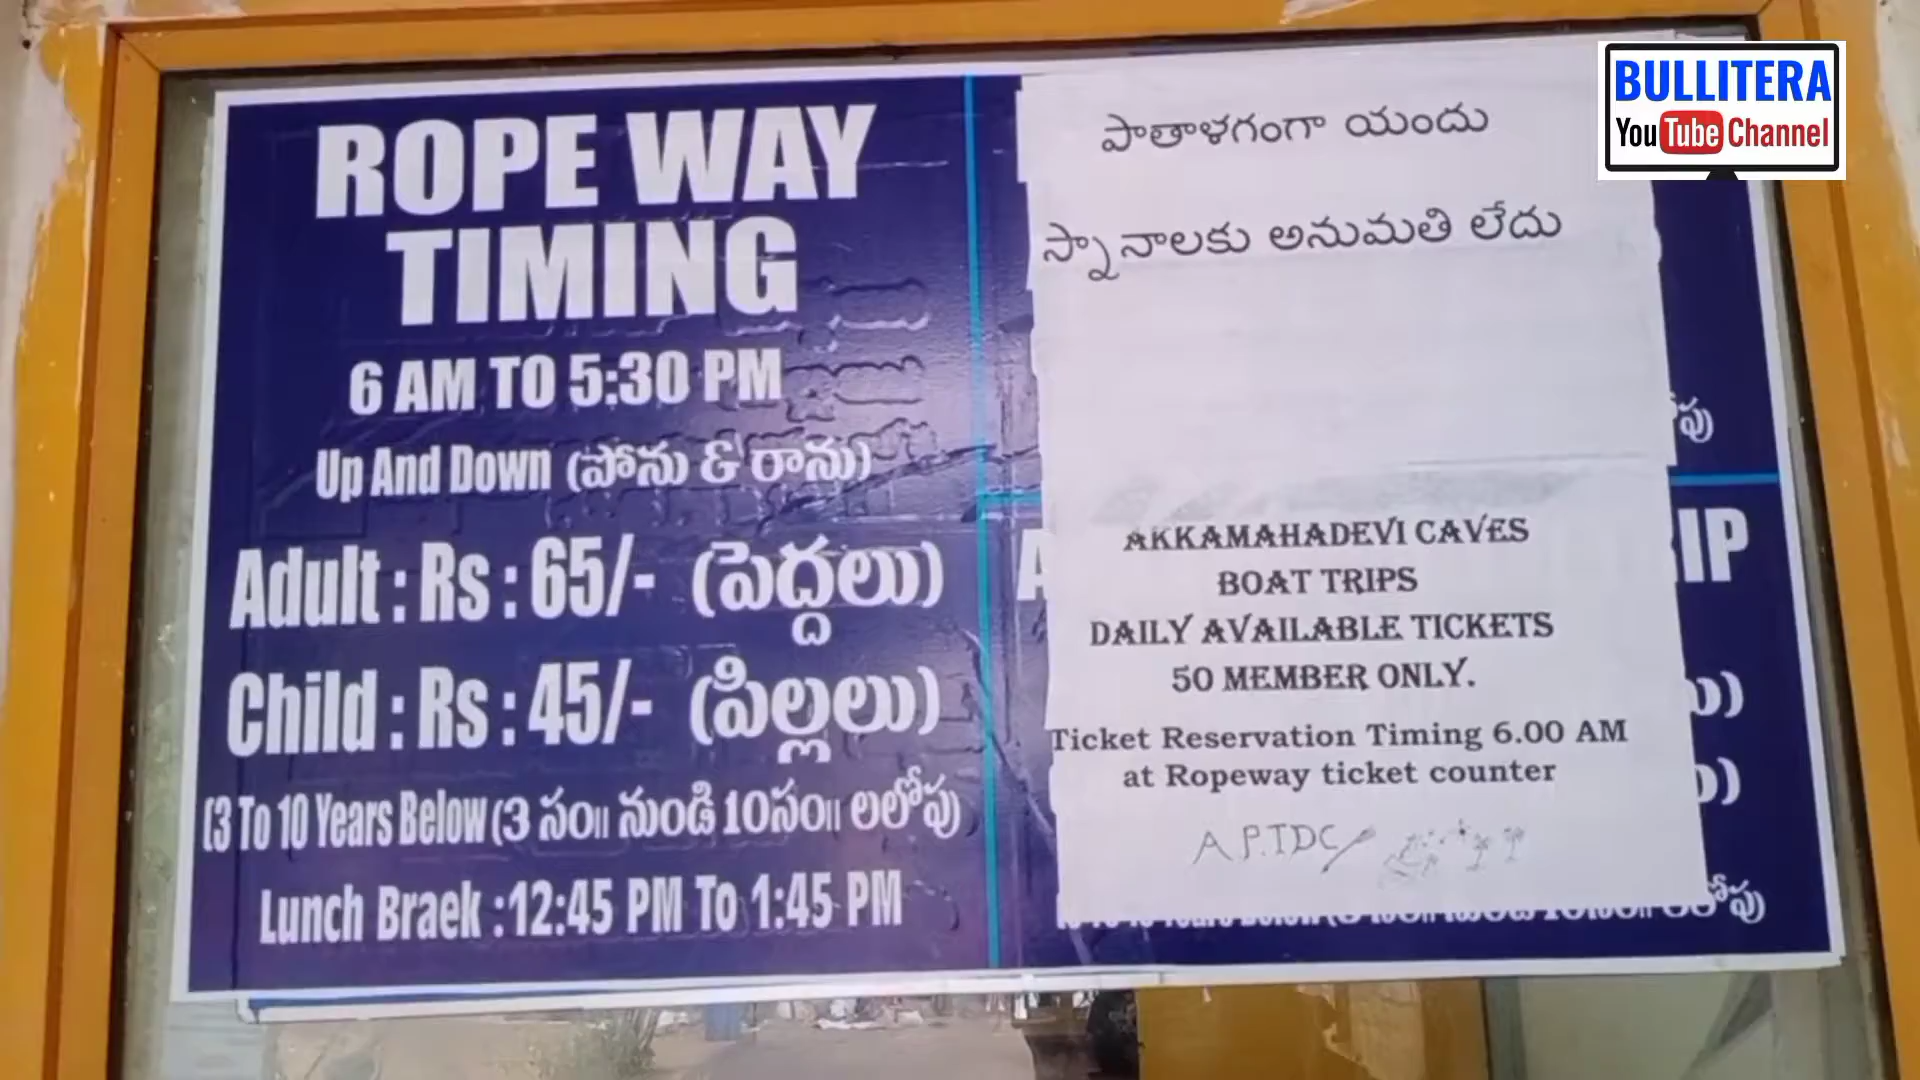 ROPE WAY
TIMING
6 AM TO 5:30 PM
Up And Down (పోను & రాను)
Adult : Rs : 65/- (పెద్దలు)
Child : Rs : 45/- (పిల్లలు)
(3 To 10 Years Below (3 సం॥ నుండి 10సం॥ లలోపు
Lunch Braek : 12:45 PM To 1:45 PM
పాతాళగంగా యందు
స్నానాలకు అనుమతి లేదు
AKKAMAHADEVI CAVES
BOAT TRIPS
DAILY AVAILABLE TICKETS
50 MEMBER ONLY.
Ticket Reservation Timing 6.00 AM
at Ropeway ticket counter
A.P.TDC
BULLITERA
YouTube Channel